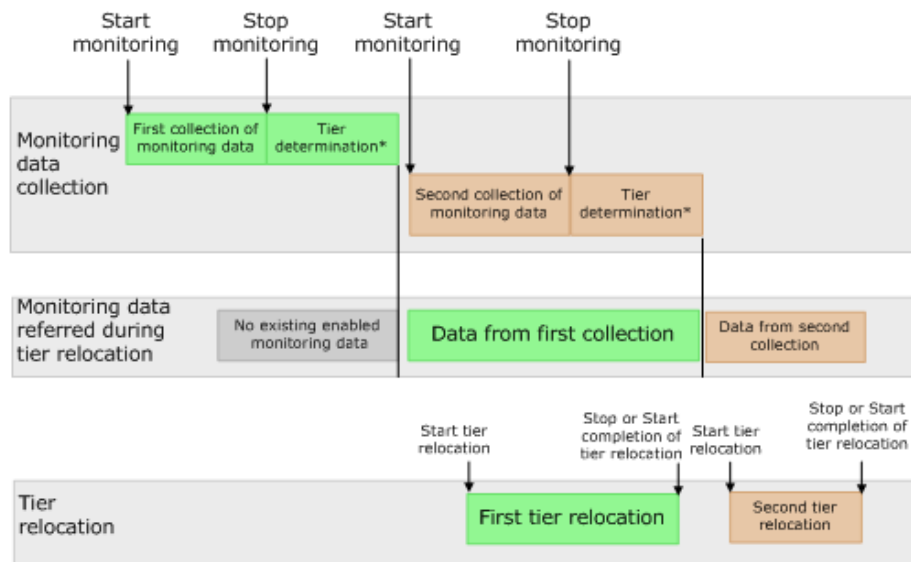 Start
monitoring
Stop
monitoring
Start
monitoring
Stop
monitoring
Monitoring
data
collection
First collection of
monitoring data
Tier
determination*
Second collection of
monitoring data
Tier
determination*
Monitoring data
referred during
tier relocation
No existing enabled
monitoring data
Data from first collection
Data from second
collection
Start tier
relocation
Stop or Start
completion of
tier relocation
Start tier
relocation
Stop or Start
completion of
tier relocation
Tier
relocation
First tier relocation
Second tier
relocation